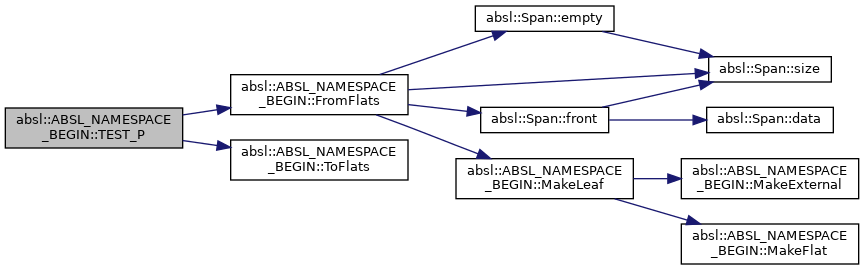 absl::ABSL_NAMESPACE
_BEGIN::TEST_P
absl::ABSL_NAMESPACE
_BEGIN::FromFlats
absl::ABSL_NAMESPACE
_BEGIN::ToFlats
absl::Span::empty
absl::Span::front
absl::ABSL_NAMESPACE
_BEGIN::MakeLeaf
absl::Span::size
absl::Span::data
absl::ABSL_NAMESPACE
_BEGIN::MakeExternal
absl::ABSL_NAMESPACE
_BEGIN::MakeFlat